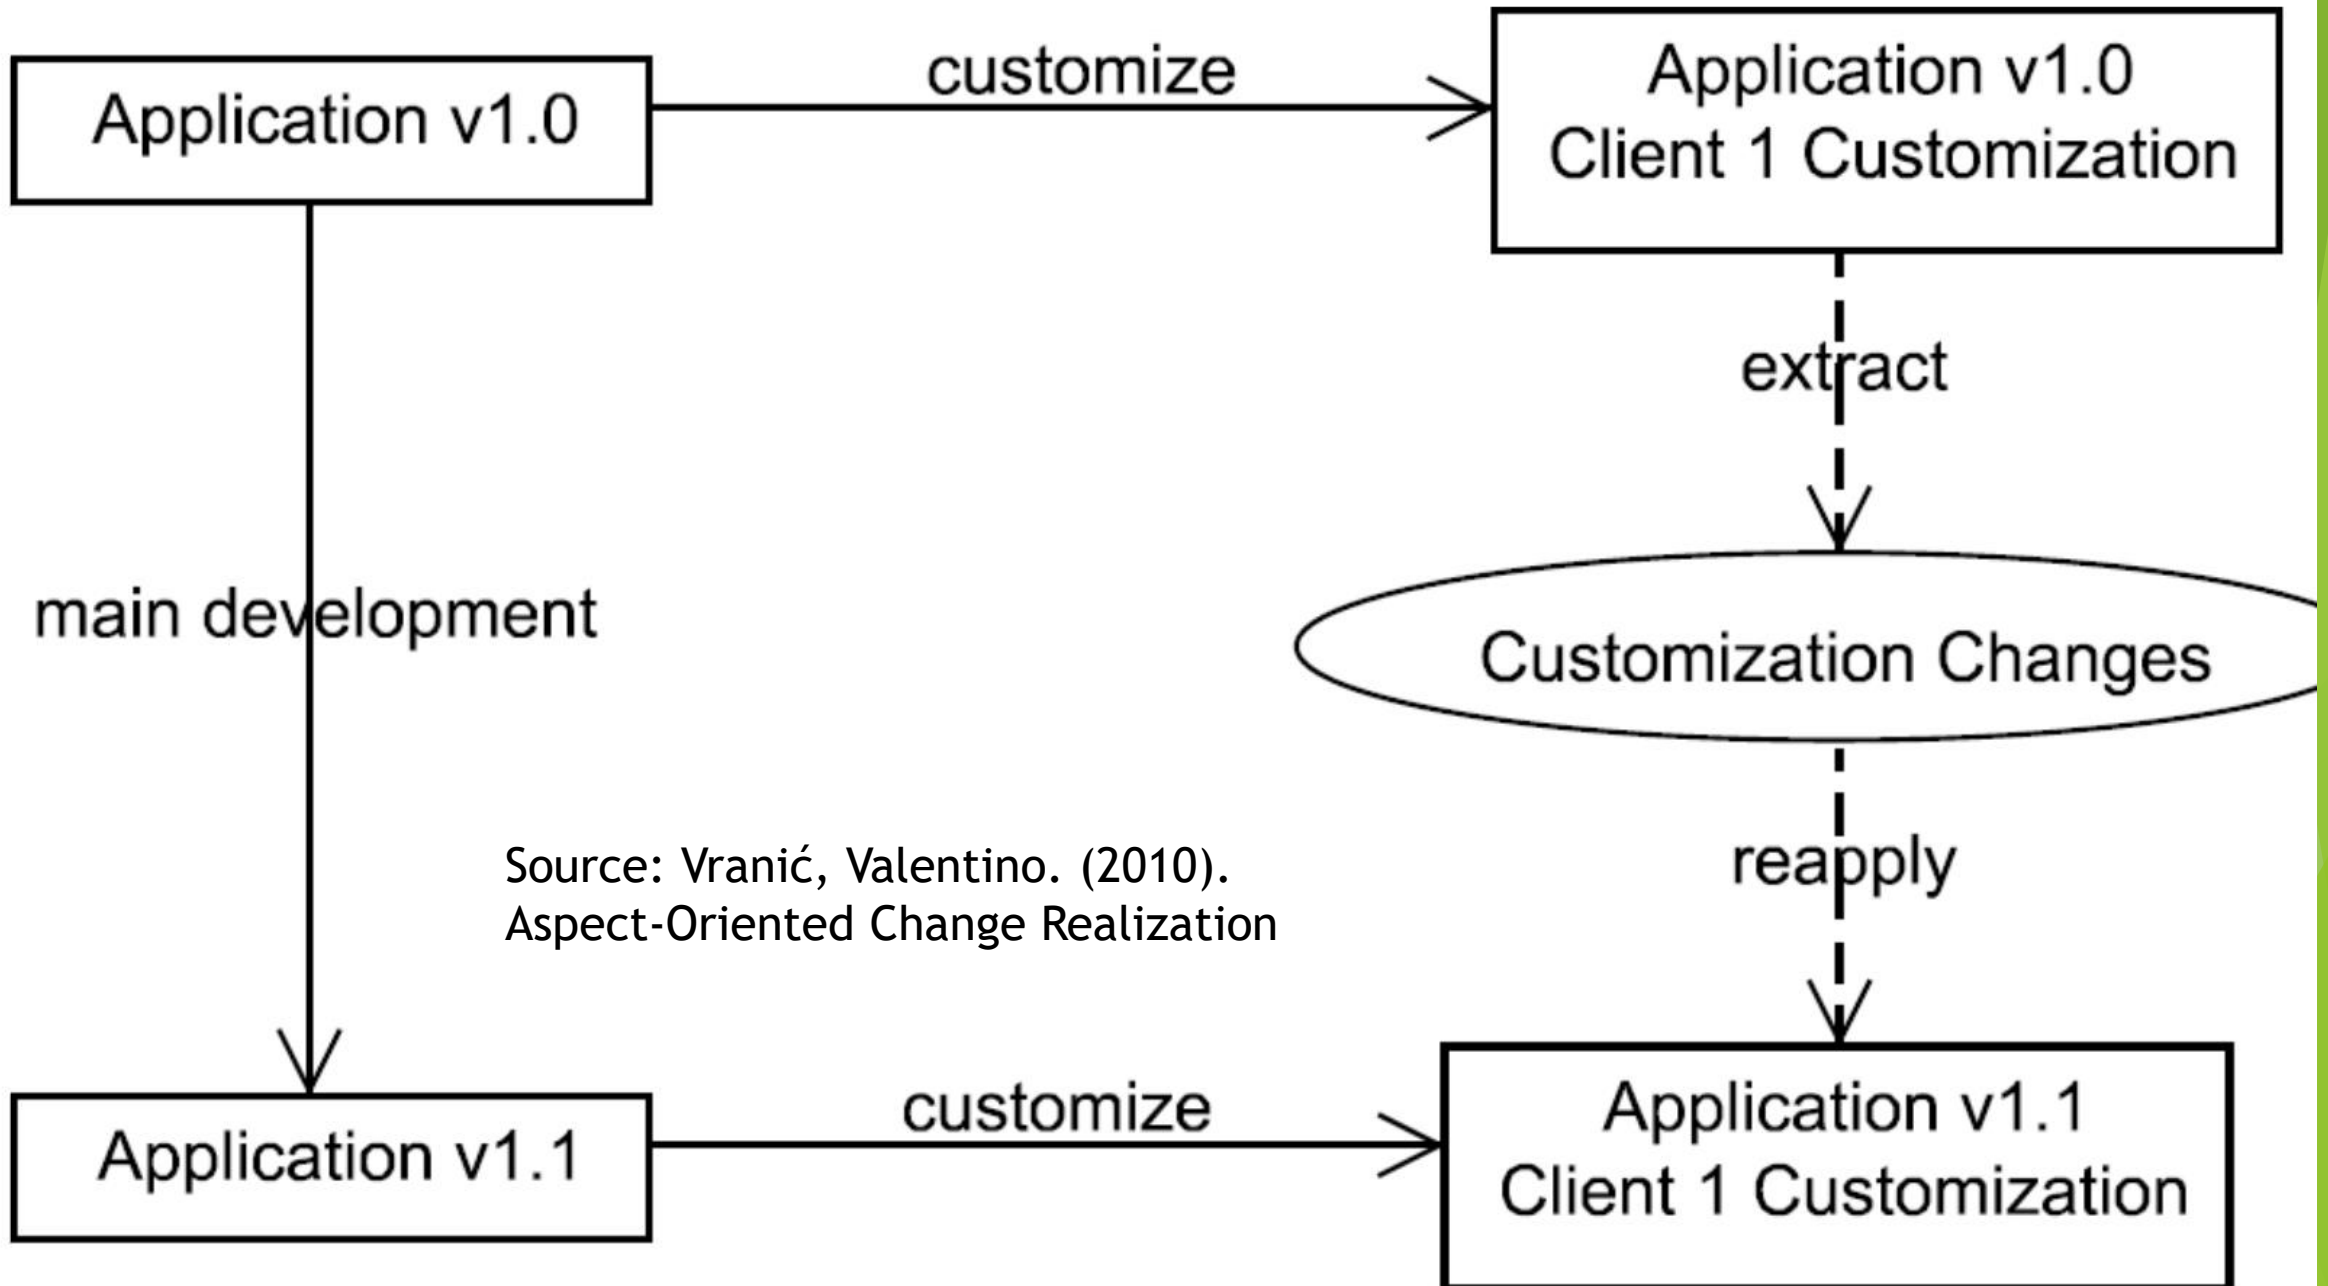 Application v1.0
customize
Application v1.0
Client 1 Customization
extract
main development
Customization Changes
reapply
Source: Vranić, Valentino. (2010).
Aspect-Oriented Change Realization
Application v1.1
customize
Application v1.1
Client 1 Customization